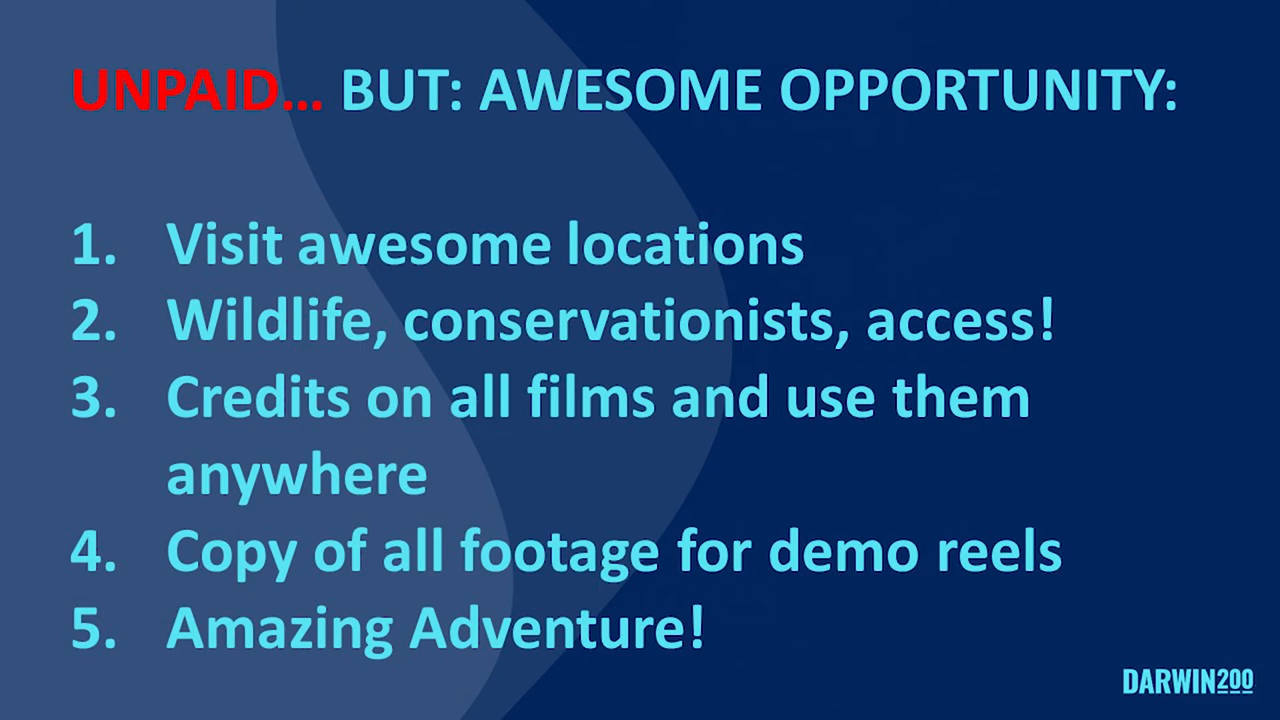 UNPAID... BUT: AWESOME OPPORTUNITY:
1. Visit awesome locations
2. Wildlife, conservationists, access!
3. Credits on all films and use them
anywhere
4. Copy of all footage for demo reels
5. Amazing Adventure!
DARWIN200